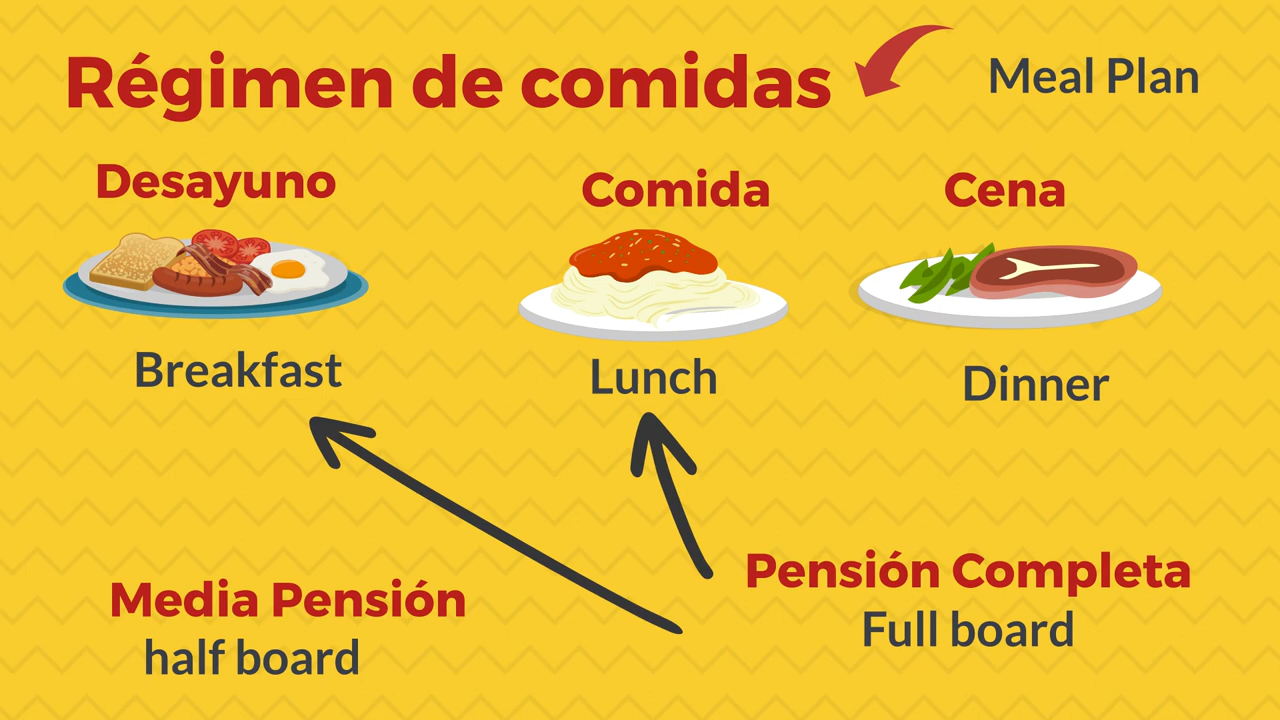 Régimen de comidas
Meal Plan
Desayuno
Comida
Cena
Breakfast
Lunch
Dinner
Media Pensión
half board
Pensión Completa
Full board